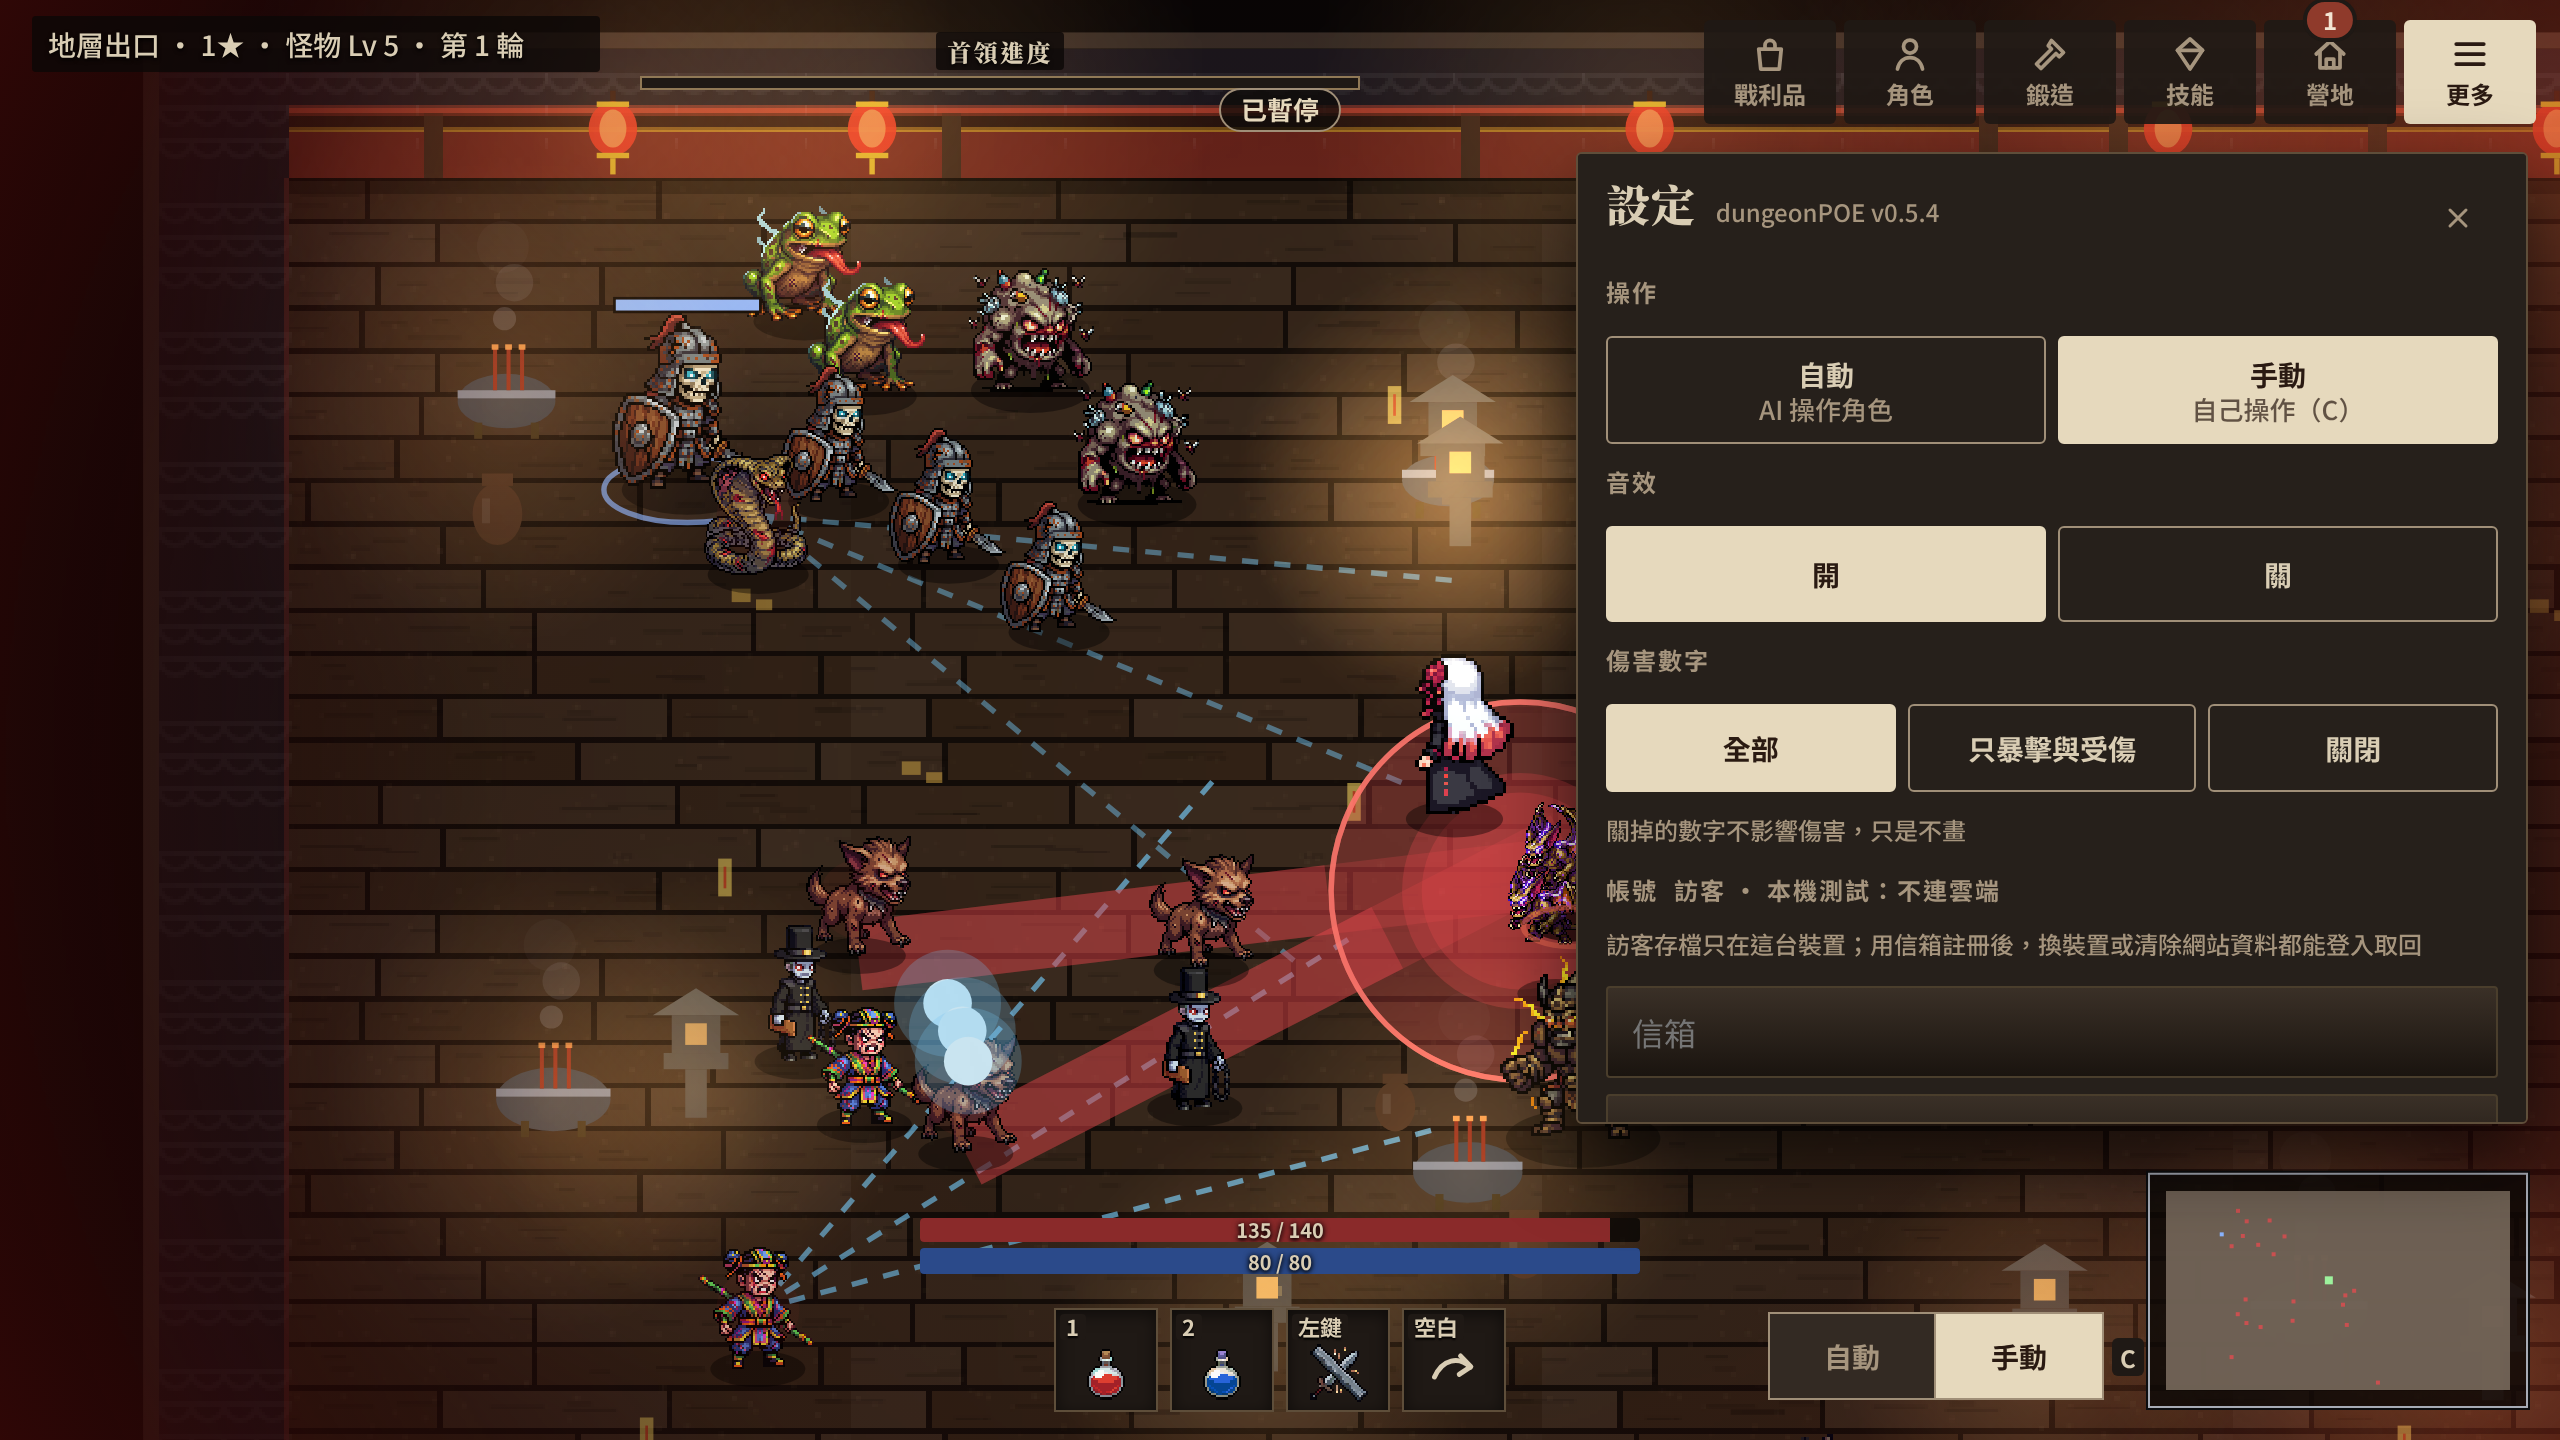 地層出口 · 1★ · 怪物 Lv 5 · 第 1 輪
首領進度
已暫停
戰利品
角色
鍛造
技能
1
營地
更多
設定 dungeonPOE v0.5.4
×
操作
自動
AI 操作角色
手動
自己操作（C）
音效
開
關
傷害數字
全部
只暴擊與受傷
關閉
關掉的數字不影響傷害，只是不畫
帳號 訪客 · 本機測試：不連雲端
訪客存檔只在這台裝置；用信箱註冊後，換裝置或清除網站資料都能登入取回
信箱
135 / 140
80 / 80
1
2
左鍵
空白
自動
手動
C